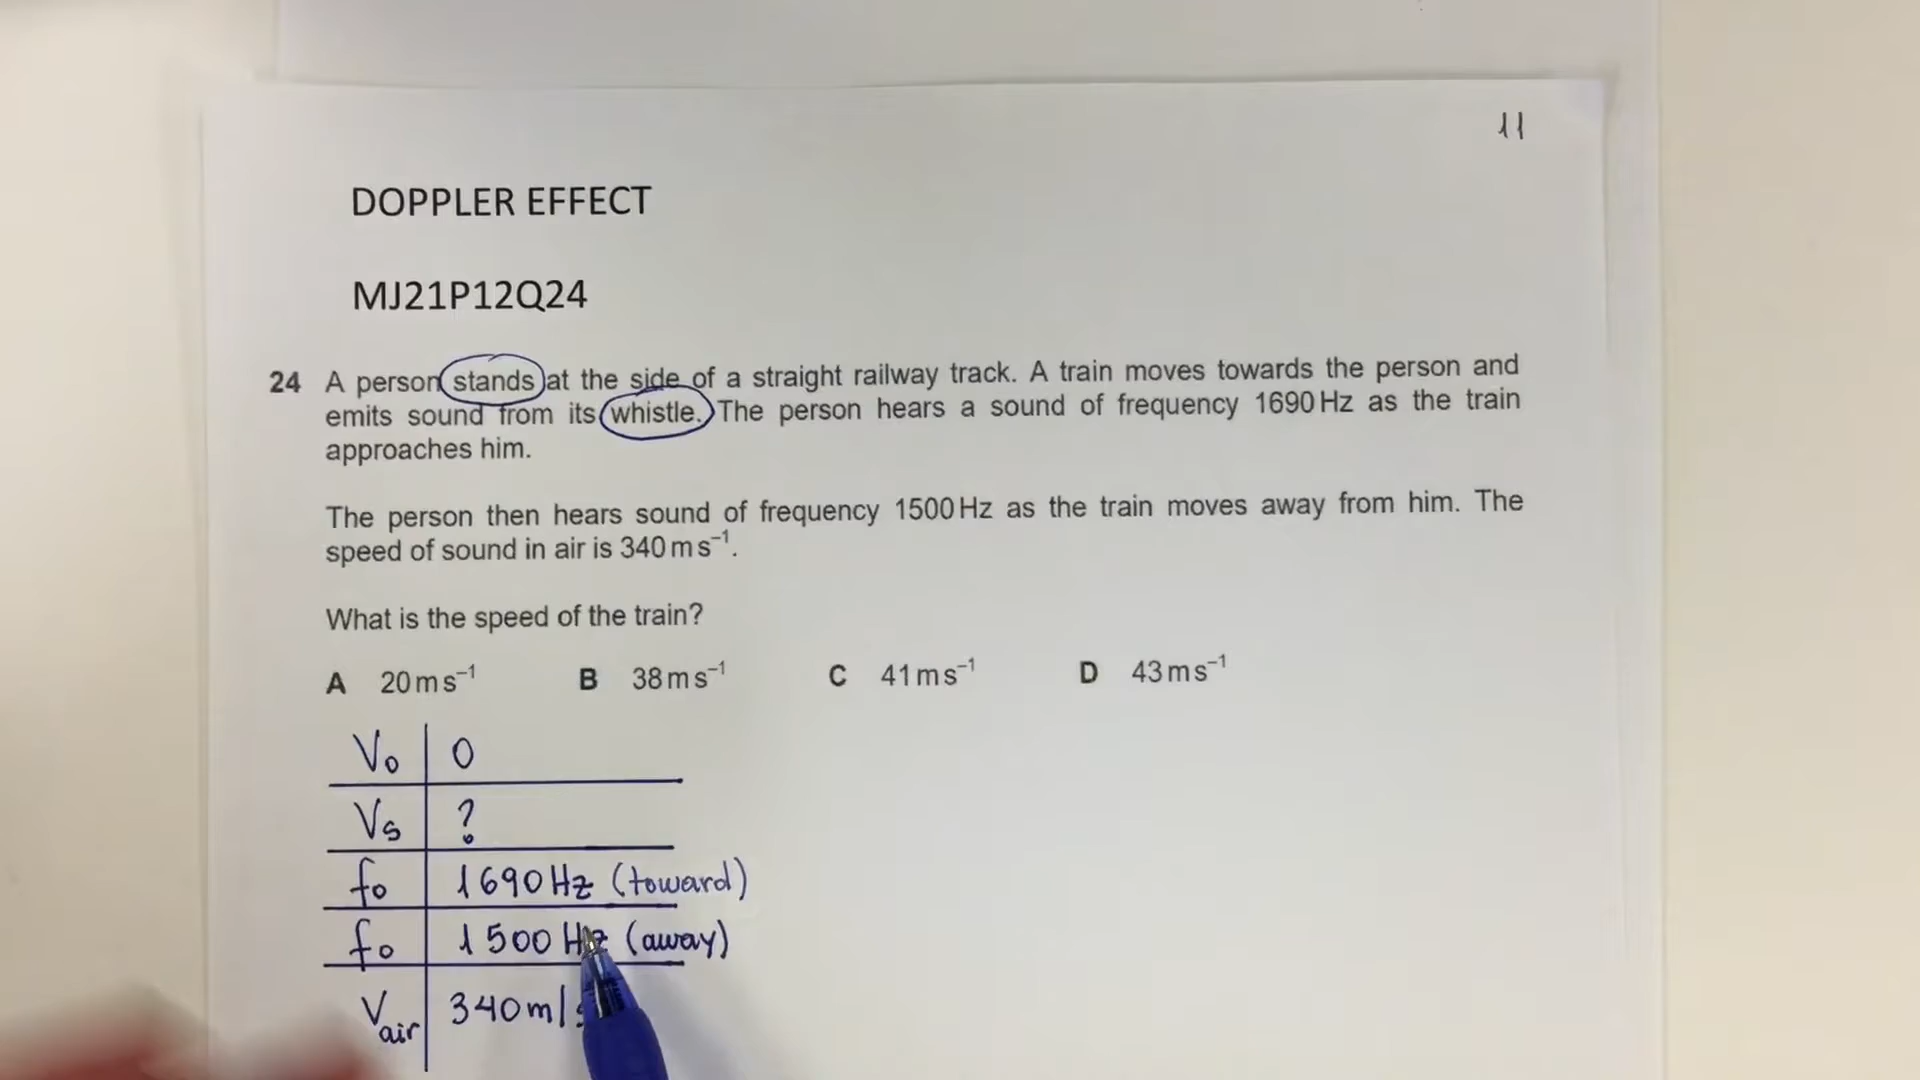 11
DOPPLER EFFECT
MJ21P12Q24
24 A person stands at the side of a straight railway track. A train moves towards the person and
emits sound from its whistle. The person hears a sound of frequency 1690 Hz as the train
approaches him.
The person then hears sound of frequency 1500 Hz as the train moves away from him. The
speed of sound in air is 340 m s⁻¹.
What is the speed of the train?
A 20 m s⁻¹ B 38 m s⁻¹ C 41 m s⁻¹ D 43 m s⁻¹
Vo 0
Vs ?
fo 1690 Hz (toward)
fo 1500 Hz (away)
Vair 340 m/s